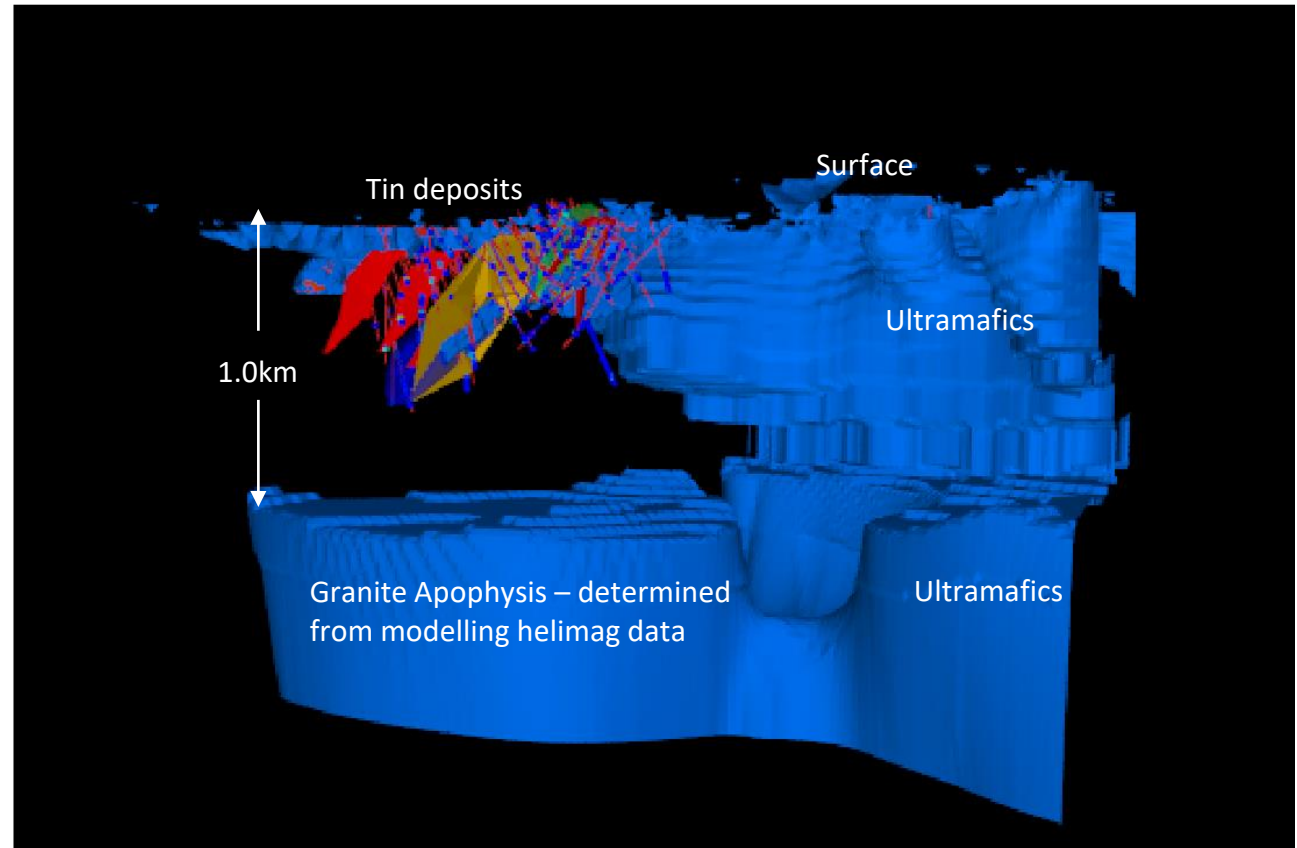 Surface
Tin deposits
Ultramafics
1.0km
Granite Apophysis – determined
from modelling helimag data
Ultramafics